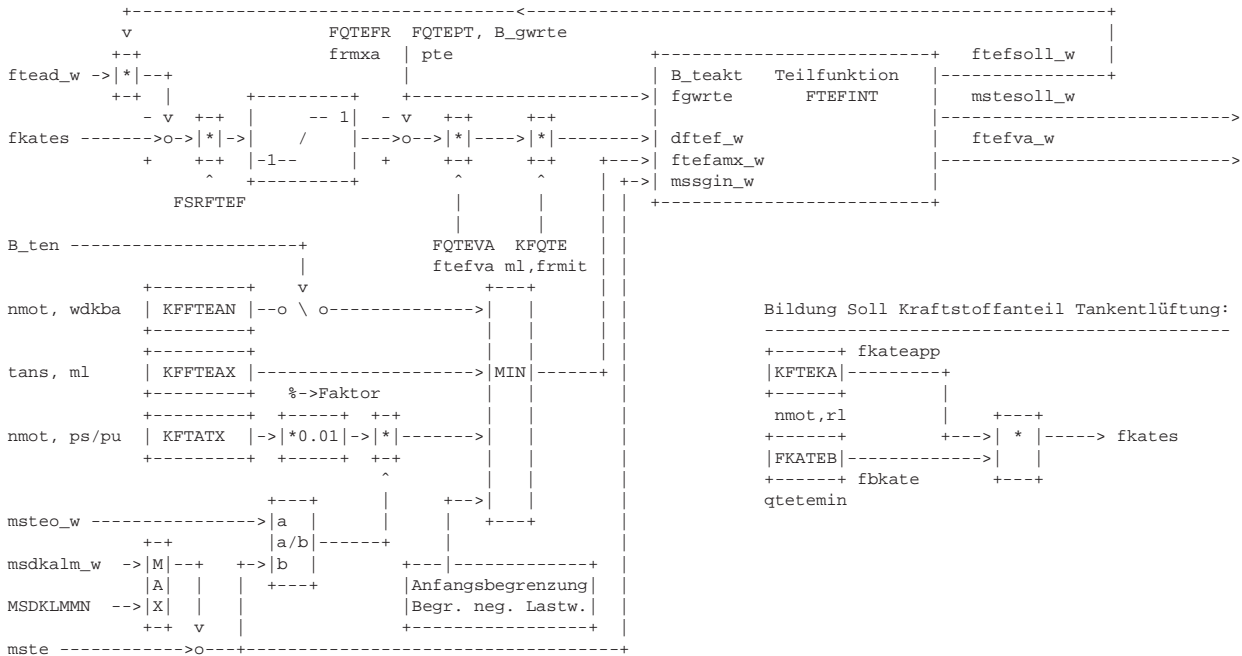 v FQTEFR FQTEPT, B_gwrte
frmxa pte ftefsoll_w
ftead_w -> * B_teakt Teilfunktion
fgwrte FTEFINT mstesoll_w
- v -- 1 - v
fkates o-> * -> / o-> * * dftef_w ftefva_w
+ -1-- + ftefamx_w
^ ^ ^ mssgin_w
FSRFTEF
B_ten FQTEVA KFQTE
ftefva ml,frmit
v
nmot, wdkba KFFTEAN o \ o Bildung Soll Kraftstoffanteil Tankentlüftung:
fkateapp
tans, ml KFFTEAX MIN KFTEKA
%->Faktor
nmot,rl
nmot, ps/pu KFTATX -> *0.01 -> * * fkates
FKATEB
^ fbkate
qtetemin
msteo_w a
a/b
msdkalm_w -> M b
A Anfangsbegrenzung
MSDKLMMN --> X Begr. neg. Lastw.
v
mste o